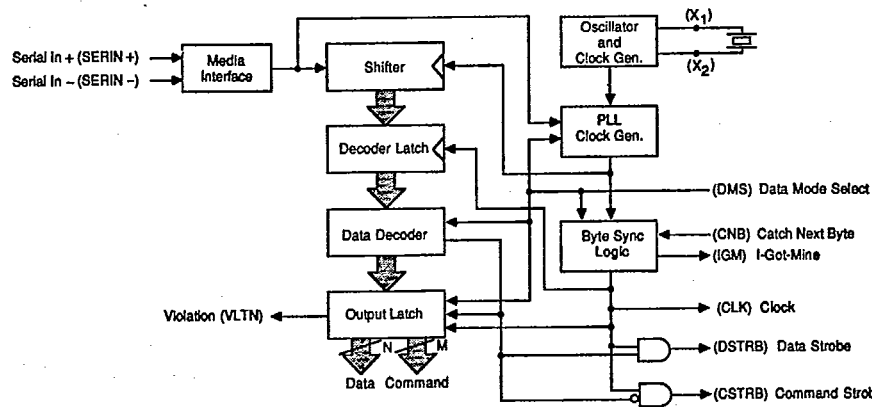 (X1)
Oscillator
and
Clock Gen.
(X2)
Serial In + (SERIN +)
Serial In – (SERIN –)
Media
Interface
Shifter
PLL
Clock Gen.
Decoder Latch
(DMS) Data Mode Select
Data Decoder
Byte Sync
Logic
(CNB) Catch Next Byte
(IGM) I-Got-Mine
Violation (VLTN)
Output Latch
(CLK) Clock
N
M
Data Command
(DSTRB) Data Strobe
(CSTRB) Command Strob